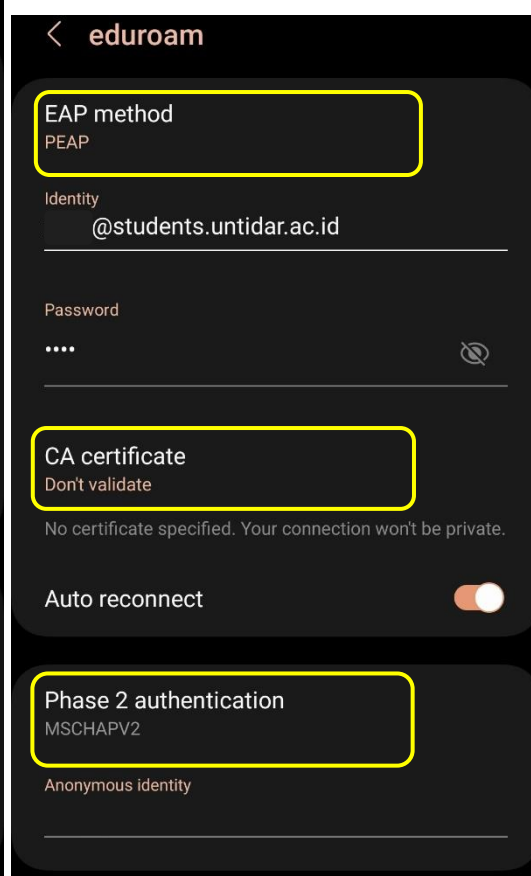 eduroam
EAP method
PEAP
Identity
@students.untidar.ac.id
Password
••••
CA certificate
Don't validate
No certificate specified. Your connection won't be private.
Auto reconnect
Phase 2 authentication
MSCHAPV2
Anonymous identity